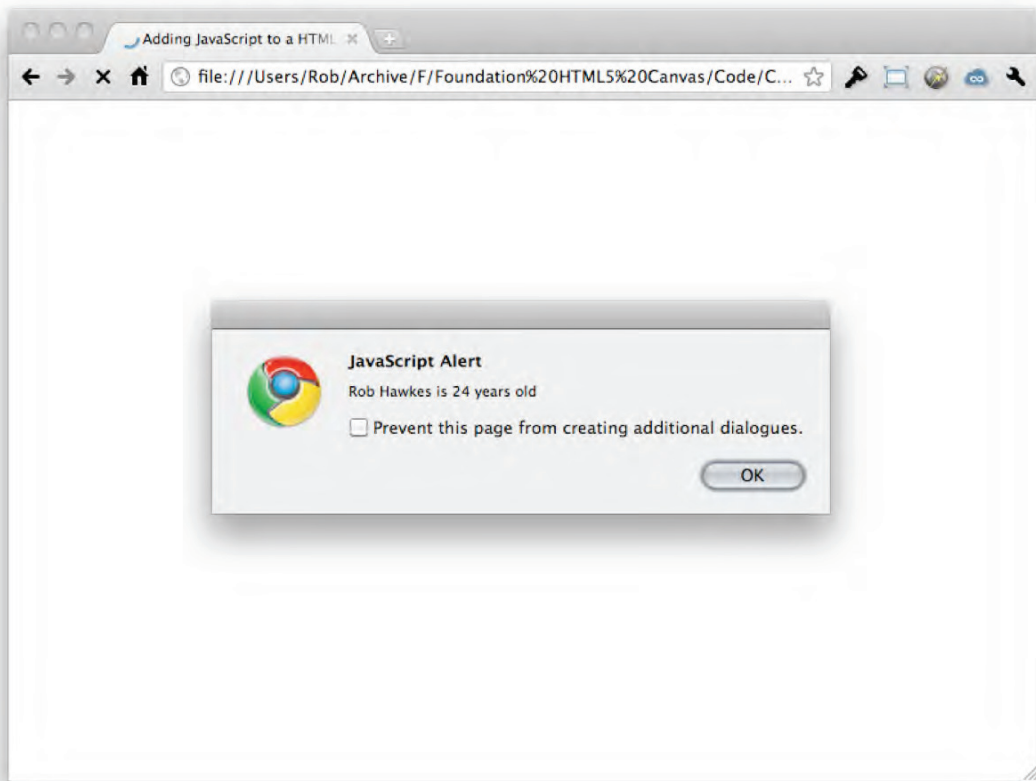 Adding JavaScript to a HTML
file:///Users/Rob/Archive/F/Foundation%20HTML5%20Canvas/Code/C...
JavaScript Alert
Rob Hawkes is 24 years old
Prevent this page from creating additional dialogues.
OK